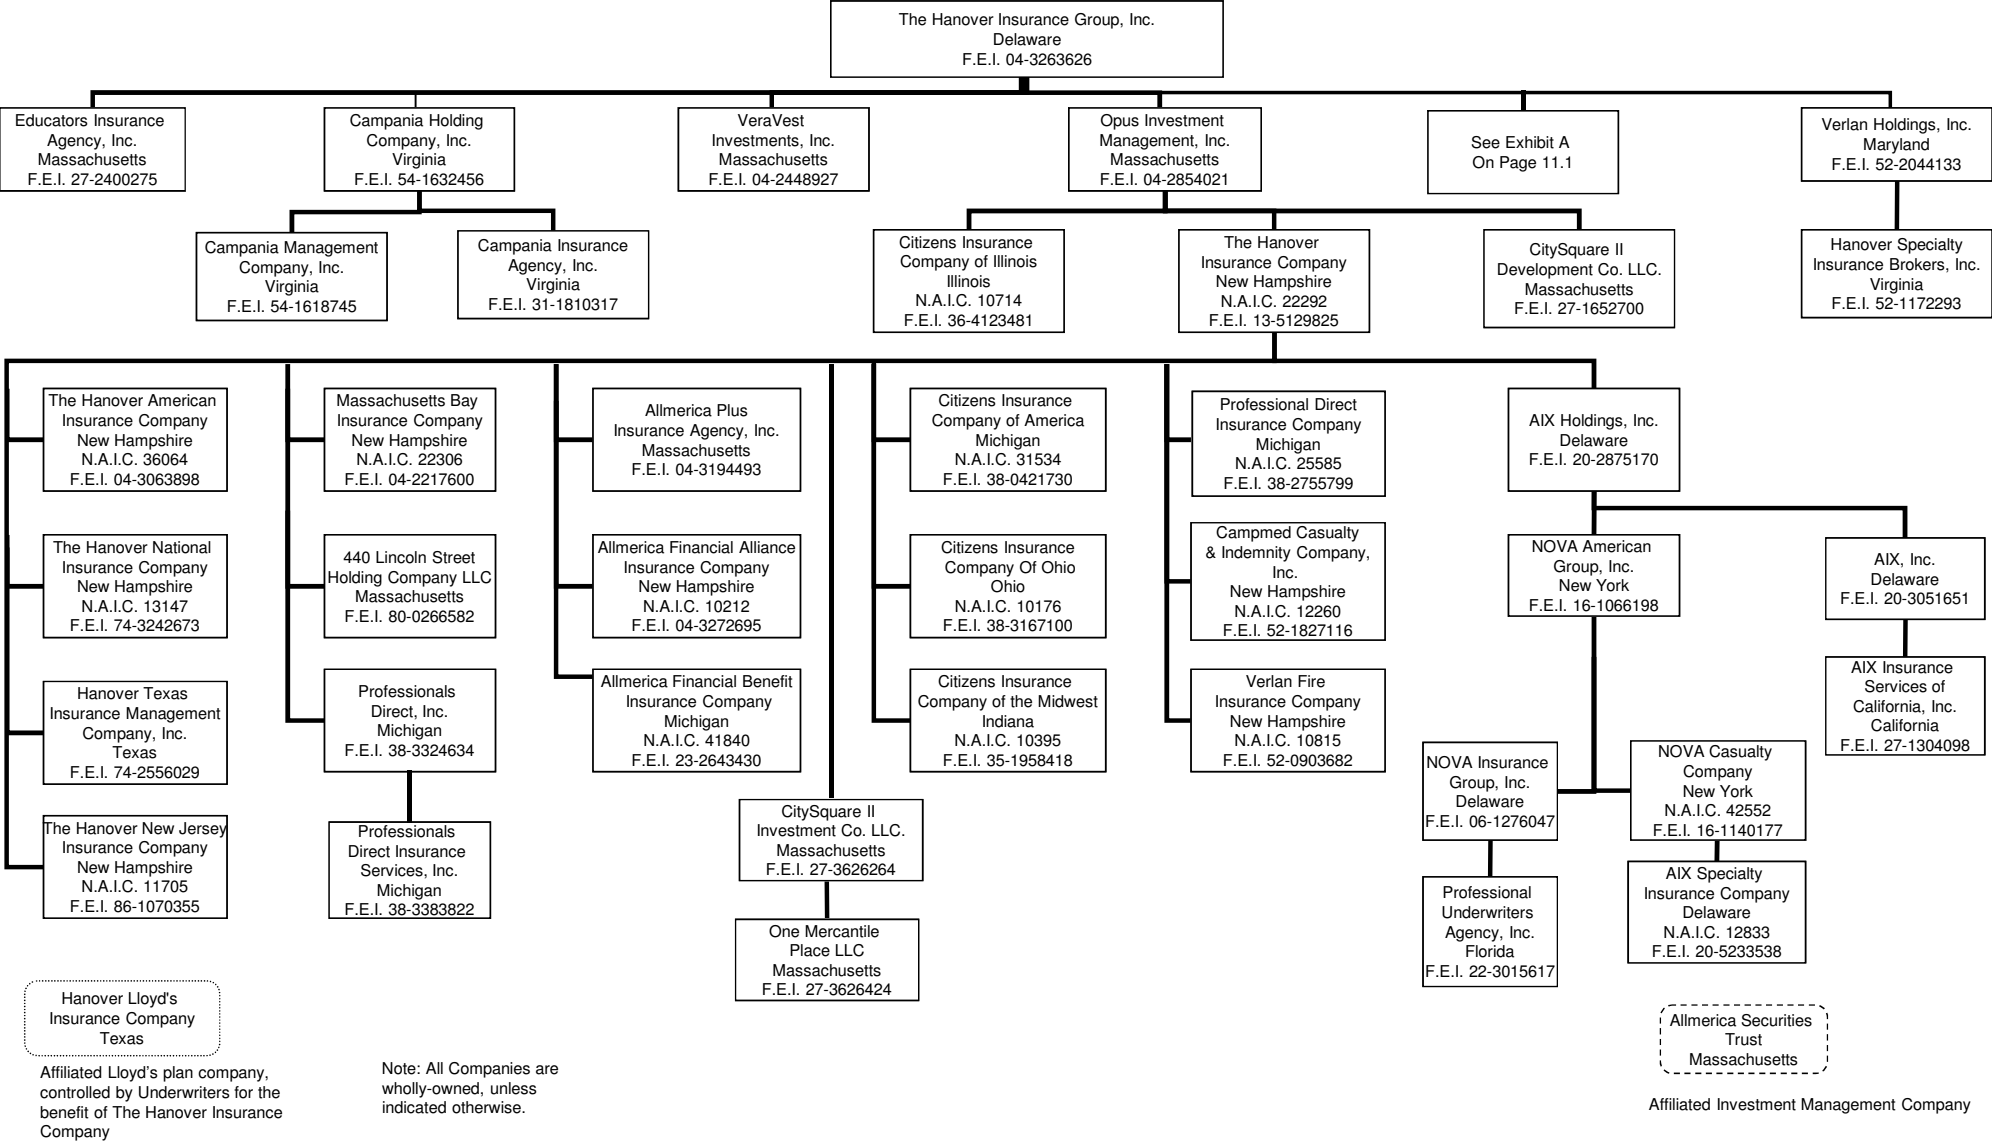 The Hanover Insurance Group, Inc.
Delaware
F.E.I. 04-3263626
Educators Insurance
Agency, Inc.
Massachusetts
F.E.I. 27-2400275
Campania Holding
Company, Inc.
Virginia
F.E.I. 54-1632456
VeraVest
Investments, Inc.
Massachusetts
F.E.I. 04-2448927
Opus Investment
Management, Inc.
Massachusetts
F.E.I. 04-2854021
See Exhibit A
On Page 11.1
Verlan Holdings, Inc.
Maryland
F.E.I. 52-2044133
Campania Management
Company, Inc.
Virginia
F.E.I. 54-1618745
Campania Insurance
Agency, Inc.
Virginia
F.E.I. 31-1810317
Citizens Insurance
Company of Illinois
Illinois
N.A.I.C. 10714
F.E.I. 36-4123481
The Hanover
Insurance Company
New Hampshire
N.A.I.C. 22292
F.E.I. 13-5129825
CitySquare II
Development Co. LLC.
Massachusetts
F.E.I. 27-1652700
Hanover Specialty
Insurance Brokers, Inc.
Virginia
F.E.I. 52-1172293
The Hanover American
Insurance Company
New Hampshire
N.A.I.C. 36064
F.E.I. 04-3063898
Massachusetts Bay
Insurance Company
New Hampshire
N.A.I.C. 22306
F.E.I. 04-2217600
Allmerica Plus
Insurance Agency, Inc.
Massachusetts
F.E.I. 04-3194493
Citizens Insurance
Company of America
Michigan
N.A.I.C. 31534
F.E.I. 38-0421730
Professional Direct
Insurance Company
Michigan
N.A.I.C. 25585
F.E.I. 38-2755799
AIX Holdings, Inc.
Delaware
F.E.I. 20-2875170
The Hanover National
Insurance Company
New Hampshire
N.A.I.C. 13147
F.E.I. 74-3242673
440 Lincoln Street
Holding Company LLC
Massachusetts
F.E.I. 80-0266582
Allmerica Financial Alliance
Insurance Company
New Hampshire
N.A.I.C. 10212
F.E.I. 04-3272695
Citizens Insurance
Company Of Ohio
Ohio
N.A.I.C. 10176
F.E.I. 38-3167100
Campmed Casualty
& Indemnity Company,
Inc.
New Hampshire
N.A.I.C. 12260
F.E.I. 52-1827116
NOVA American
Group, Inc.
New York
F.E.I. 16-1066198
AIX, Inc.
Delaware
F.E.I. 20-3051651
Hanover Texas
Insurance Management
Company, Inc.
Texas
F.E.I. 74-2556029
Professionals
Direct, Inc.
Michigan
F.E.I. 38-3324634
Allmerica Financial Benefit
Insurance Company
Michigan
N.A.I.C. 41840
F.E.I. 23-2643430
Citizens Insurance
Company of the Midwest
Indiana
N.A.I.C. 10395
F.E.I. 35-1958418
Verlan Fire
Insurance Company
New Hampshire
N.A.I.C. 10815
F.E.I. 52-0903682
AIX Insurance
Services of
California, Inc.
California
F.E.I. 27-1304098
NOVA Insurance
Group, Inc.
Delaware
F.E.I. 06-1276047
NOVA Casualty
Company
New York
N.A.I.C. 42552
F.E.I. 16-1140177
The Hanover New Jersey
Insurance Company
New Hampshire
N.A.I.C. 11705
F.E.I. 86-1070355
Professionals
Direct Insurance
Services, Inc.
Michigan
F.E.I. 38-3383822
CitySquare II
Investment Co. LLC.
Massachusetts
F.E.I. 27-3626264
One Mercantile
Place LLC
Massachusetts
F.E.I. 27-3626424
Professional
Underwriters
Agency, Inc.
Florida
F.E.I. 22-3015617
AIX Specialty
Insurance Company
Delaware
N.A.I.C. 12833
F.E.I. 20-5233538
Hanover Lloyd's
Insurance Company
Texas
Affiliated Lloyd's plan company,
controlled by Underwriters for the
benefit of The Hanover Insurance
Company
Note: All Companies are
wholly-owned, unless
indicated otherwise.
Allmerica Securities
Trust
Massachusetts
Affiliated Investment Management Company